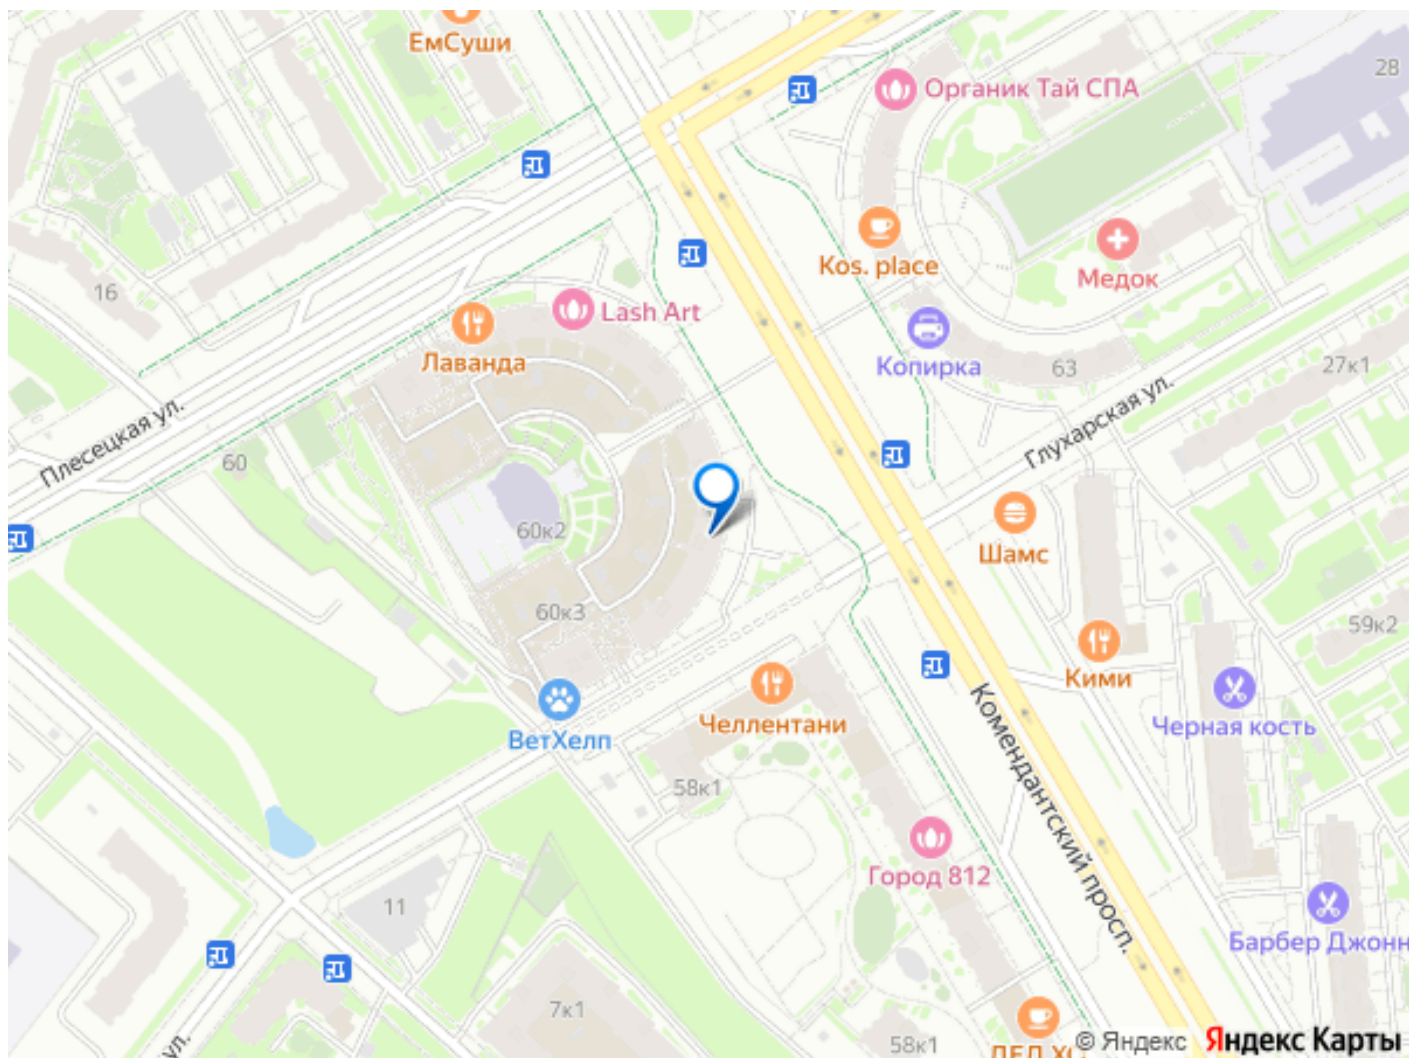 ЕмСуши
28
Органик Тай СПА
Kos. place
Медок
16
Lash Art
Лаванда
Копирка
63
27к1
Глухарская ул.
Плесецкая ул.
60
60к2
Шамс
60к3
59к2
Кими
Челлентани
Черная кость
ВетХелп
58к1
Комендантский просп.
Город 812
11
Барбер Джонн
7к1
ул.
58к1
© Яндекс
Яндекс Карты